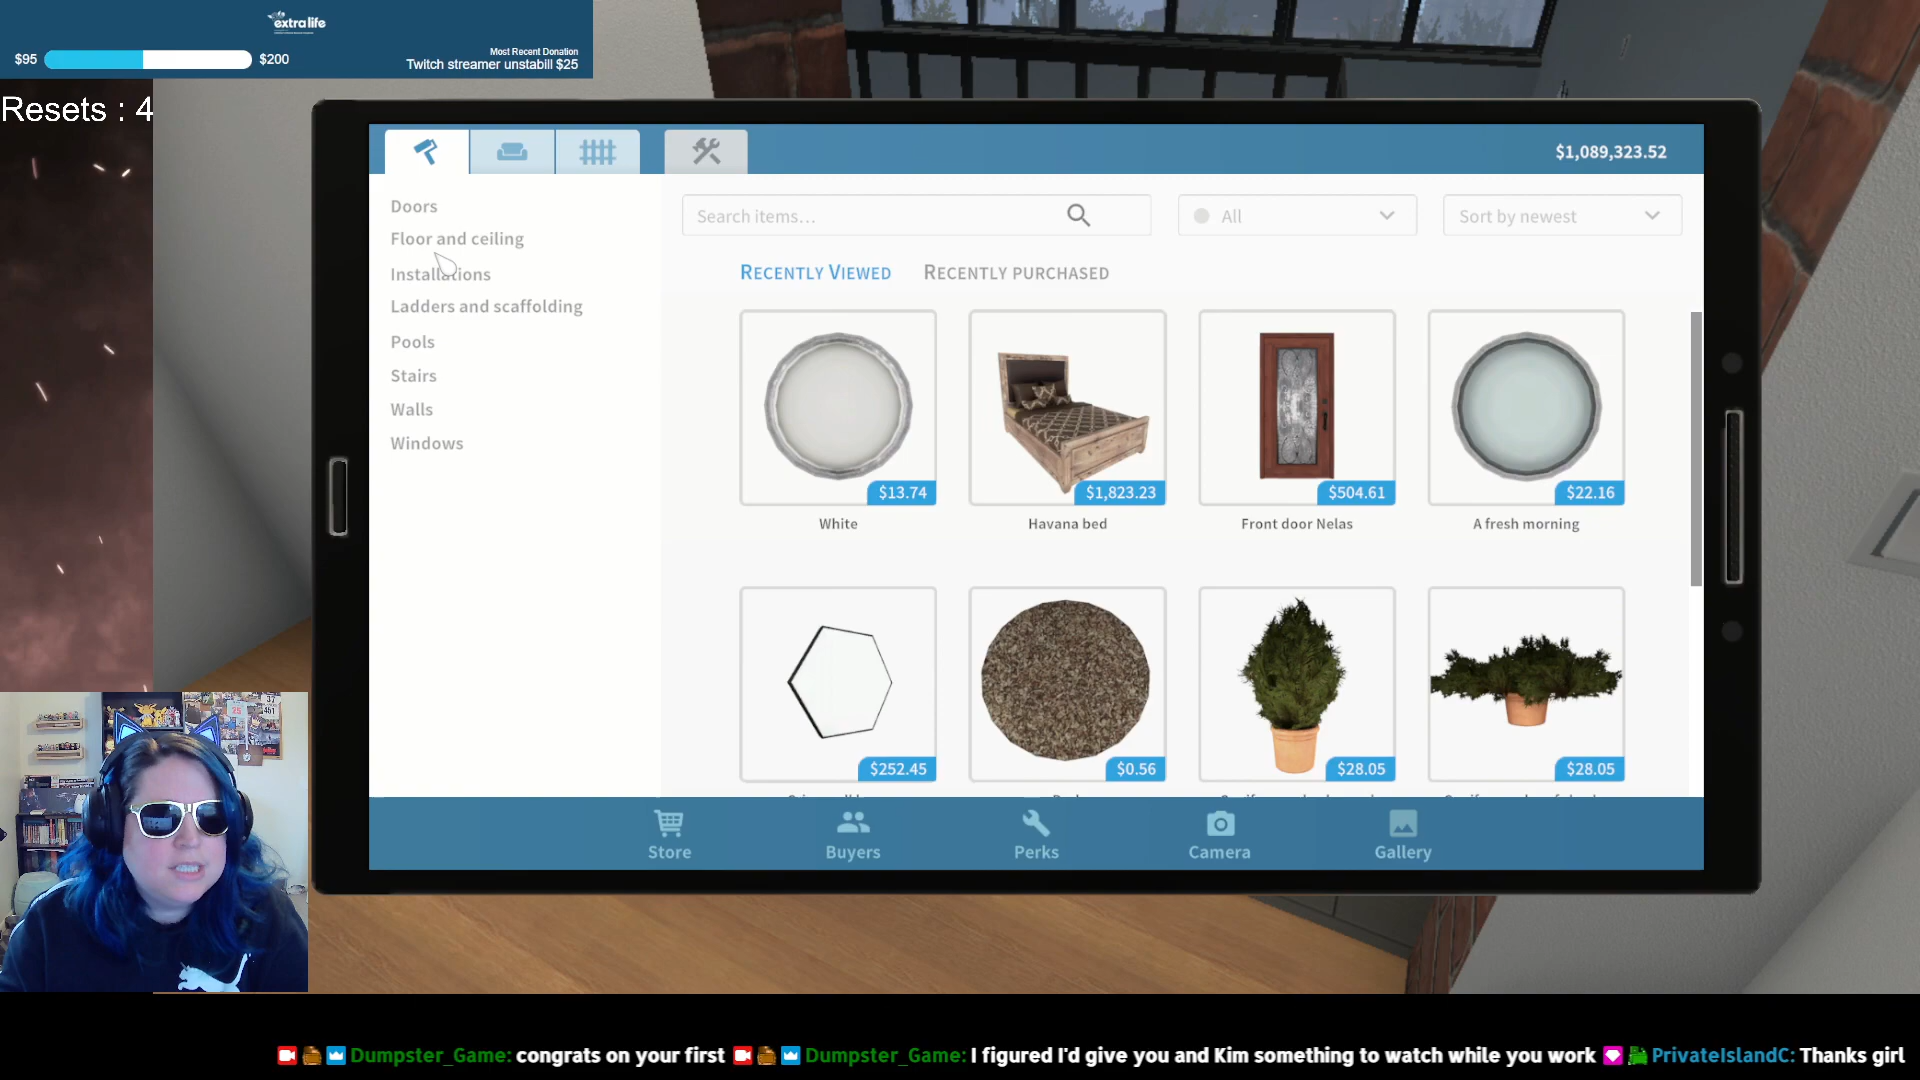 extralife
$95
$200
Most Recent Donation
Twitch streamer unstabill $25
Resets : 4
$1,089,323.52
Doors
Floor and ceiling
Installations
Ladders and scaffolding
Pools
Stairs
Walls
Windows
Search items...
All
Sort by newest
RECENTLY VIEWED
RECENTLY PURCHASED
$13.74
$1,823.23
$504.61
$22.16
White
Havana bed
Front door Nelas
A fresh morning
$252.45
$0.56
$28.05
$28.05
Store
Buyers
Perks
Camera
Gallery
Dumpster_Game: congrats on your first Dumpster_Game: I figured I'd give you and Kim something to watch while you work PrivateIslandC: Thanks girl